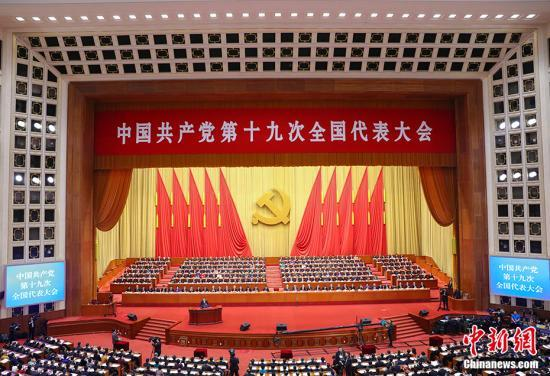 中国共产党第十九次全国代表大会
中国共产党
第十九次
全国代表大会
中国共产党
第十九次
全国代表大会
中新网
Chinanews.com